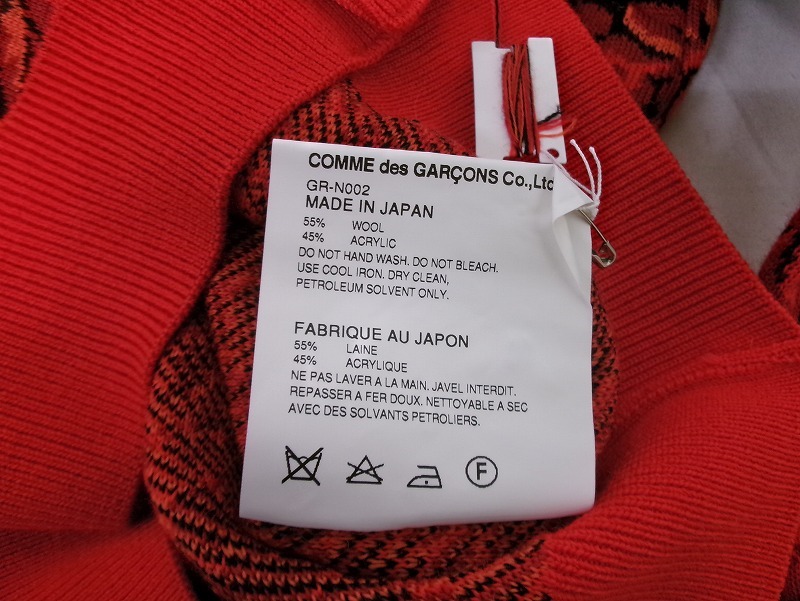 COMME des GARÇONS Co.,Ltd
GR-N002
MADE IN JAPAN
55% WOOL
45% ACRYLIC
DO NOT HAND WASH. DO NOT BLEACH.
USE COOL IRON. DRY CLEAN,
PETROLEUM SOLVENT ONLY.
FABRIQUE AU JAPON
55% LAINE
45% ACRYLIQUE
NE PAS LAVER A LA MAIN. JAVEL INTERDIT.
REPASSER A FER DOUX. NETTOYABLE A SEC
AVEC DES SOLVANTS PETROLIERS.
F